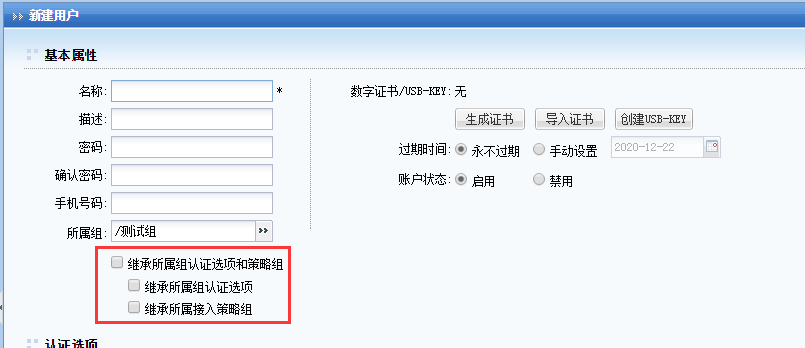 新建用户
基本属性
名称: *
描述:
密码:
确认密码:
手机号码:
所属组: /测试组
继承所属组认证选项和策略组
继承所属组认证选项
继承所属接入策略组
数字证书/USB-KEY: 无
生成证书 导入证书 创建USB-KEY
过期时间: 永不过期 手动设置 2020-12-22
账户状态: 启用 禁用
认证选项